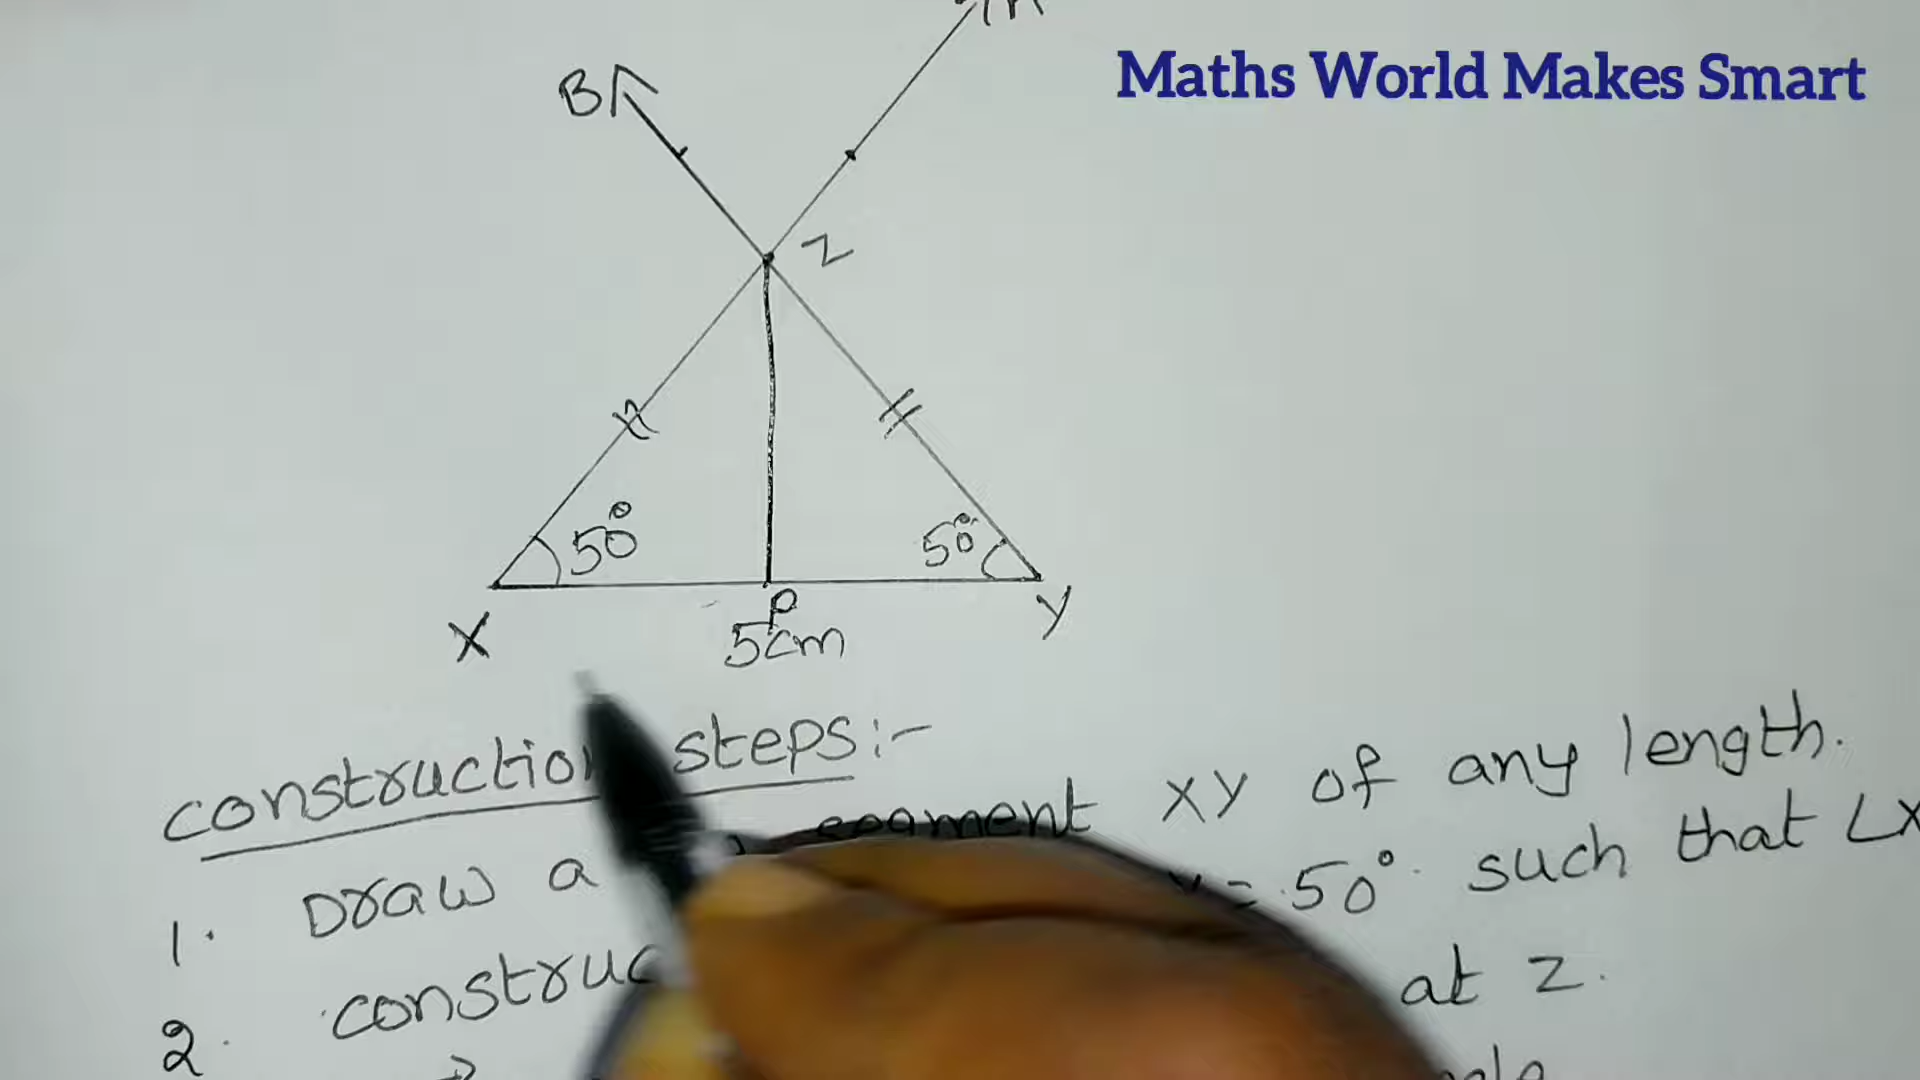 Maths World Makes Smart
B
Z
50°
50°
X
P
Y
5cm
construction steps:-
1. Draw a segment XY of any length.
2. construc = 50° such that ∠X
at Z.